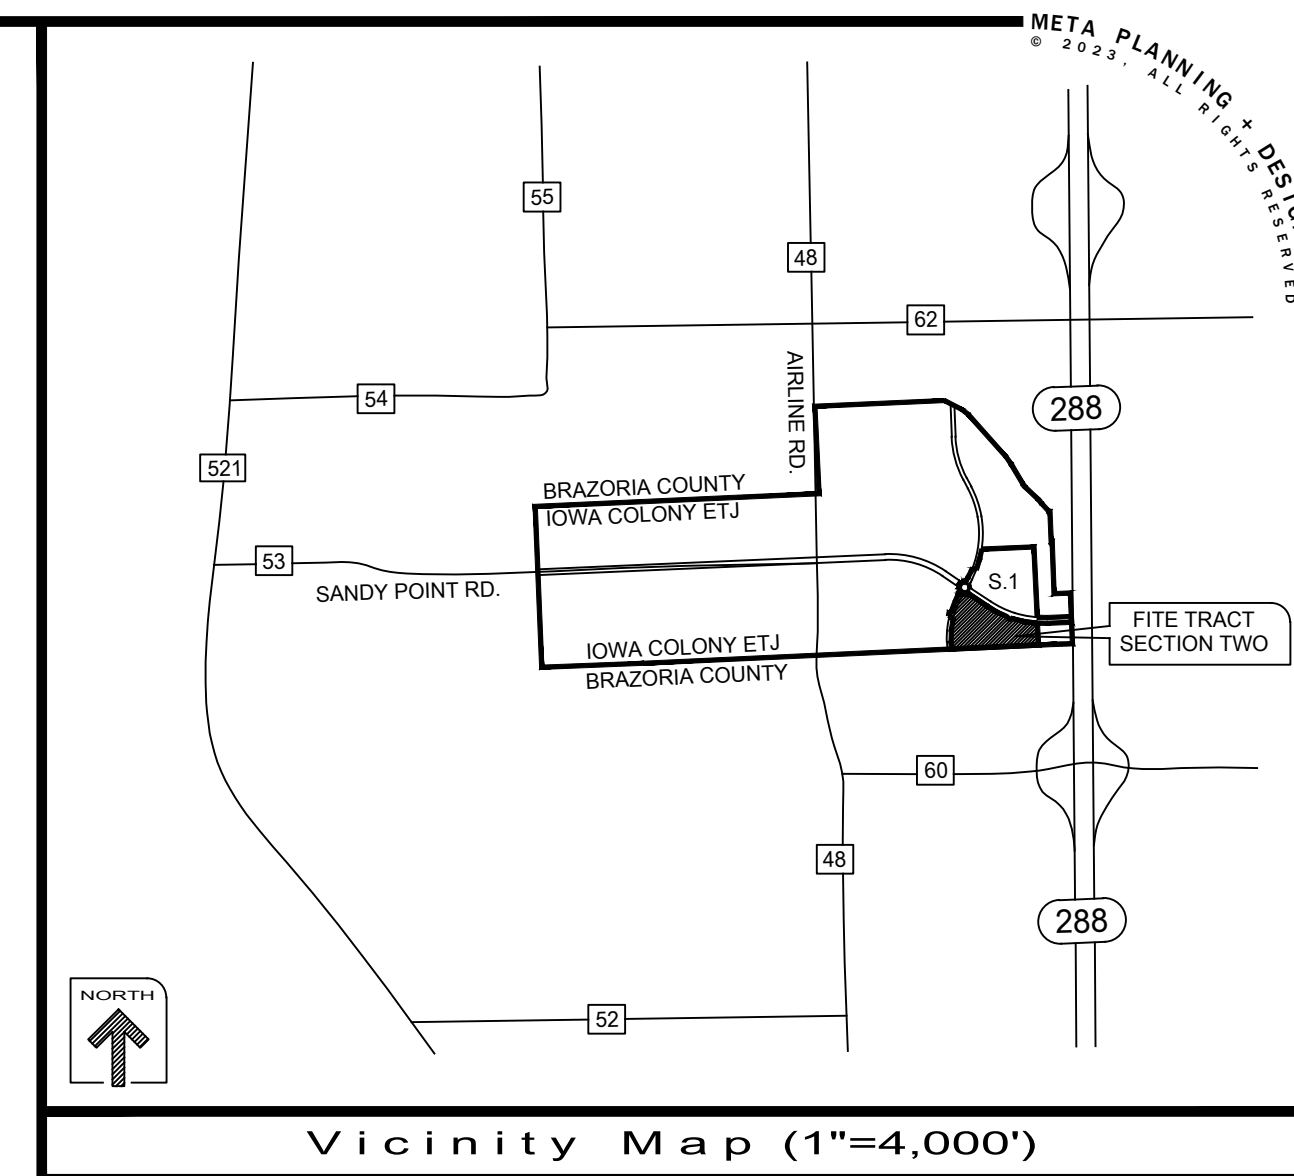 META PLANNING + DESIGN
© 2023, ALL RIGHTS RESERVED
55
48
62
AIRLINE RD.
288
54
521
BRAZORIA COUNTY
IOWA COLONY ETJ
53
SANDY POINT RD.
S.1
FITE TRACT
SECTION TWO
IOWA COLONY ETJ
BRAZORIA COUNTY
60
48
288
NORTH
52
Vicinity Map (1"=4,000')